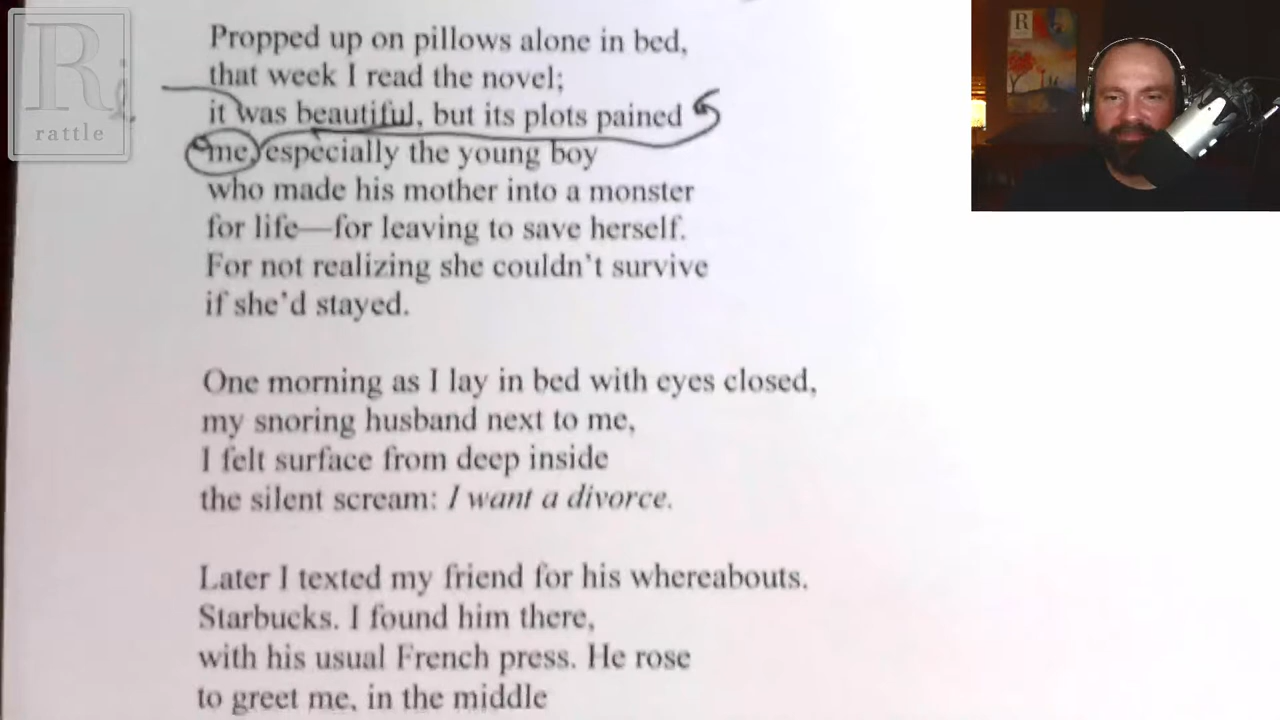 R
rattle
R
Propped up on pillows alone in bed,
that week I read the novel;
it was beautiful, but its plots pained
me, especially the young boy
who made his mother into a monster
for life—for leaving to save herself.
For not realizing she couldn't survive
if she'd stayed.
One morning as I lay in bed with eyes closed,
my snoring husband next to me,
I felt surface from deep inside
the silent scream: I want a divorce.
Later I texted my friend for his whereabouts.
Starbucks. I found him there,
with his usual French press. He rose
to greet me, in the middle